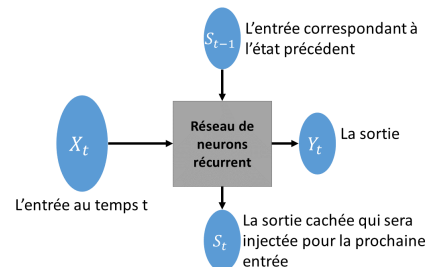 S_{t-1}
L'entrée correspondant à
l'état précédent
X_t
Réseau de
neurons
récurrent
Y_t
La sortie
L'entrée au temps t
S_t
La sortie cachée qui sera
injectée pour la prochaine
entrée